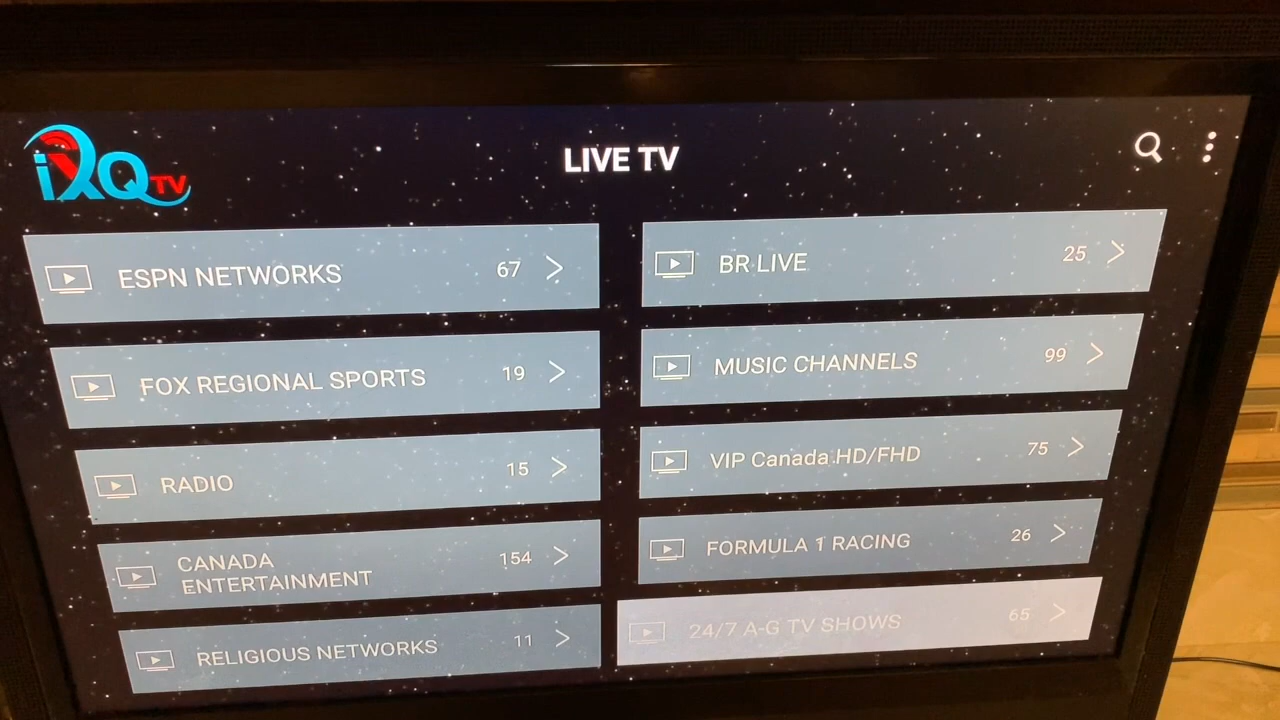 iXQ TV
LIVE TV
ESPN NETWORKS 67
BR LIVE 25
FOX REGIONAL SPORTS 19
MUSIC CHANNELS 99
RADIO 15
VIP Canada HD/FHD 75
CANADA
ENTERTAINMENT 154
FORMULA 1 RACING 26
RELIGIOUS NETWORKS 11
24/7 A-G TV SHOWS 65